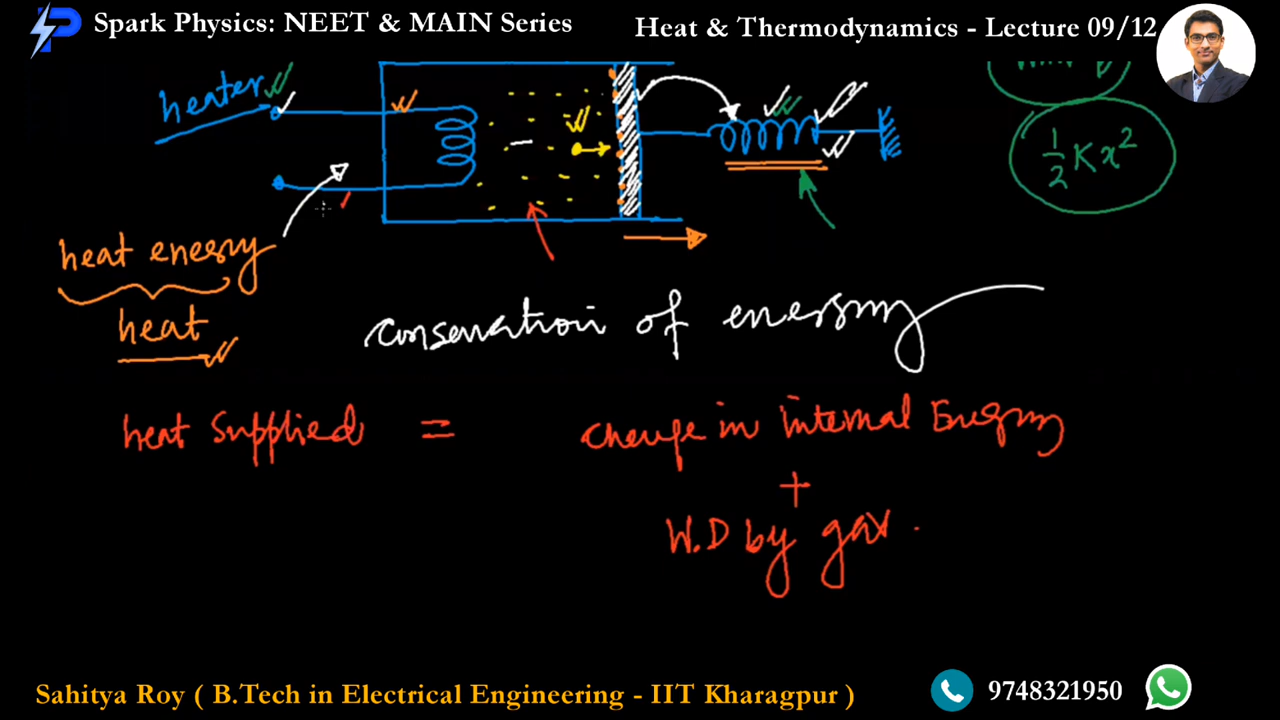 Spark Physics: NEET & MAIN Series
Heat & Thermodynamics - Lecture 09/12
heater
1/2 Kx²
heat energy
heat
conservation of energy
heat supplied = change in internal Energy
+
W.D by gas.
Sahitya Roy ( B.Tech in Electrical Engineering - IIT Kharagpur )
9748321950